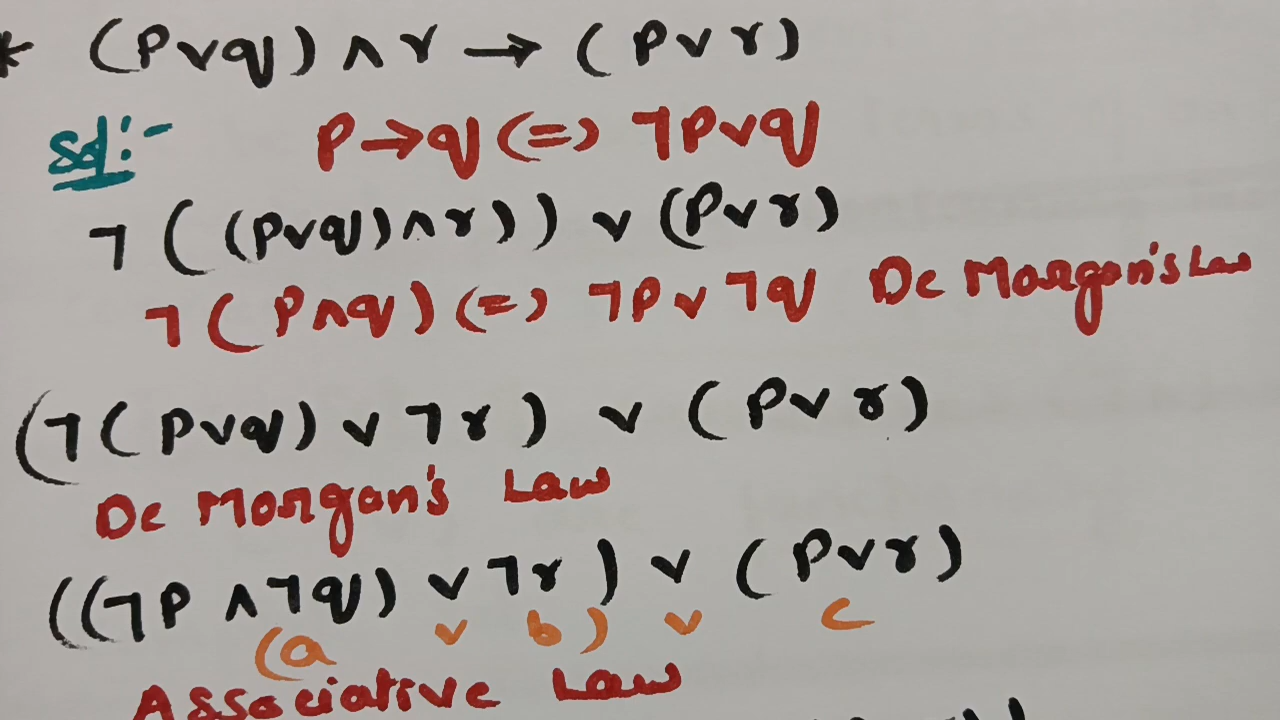 * (p∨q)∧r→(p∨r)
Sol:-
p→q(=>¬p∨q
¬((p∨q)∧r))∨(p∨r)
¬(p∧q)(=>¬p∨¬q De Morgan's Law
(¬(p∨q)∨¬r)∨(p∨r)
De Morgan's Law
((¬p∧¬q)∨¬r)∨(p∨r)
(a∨b)∨c
Associative Law